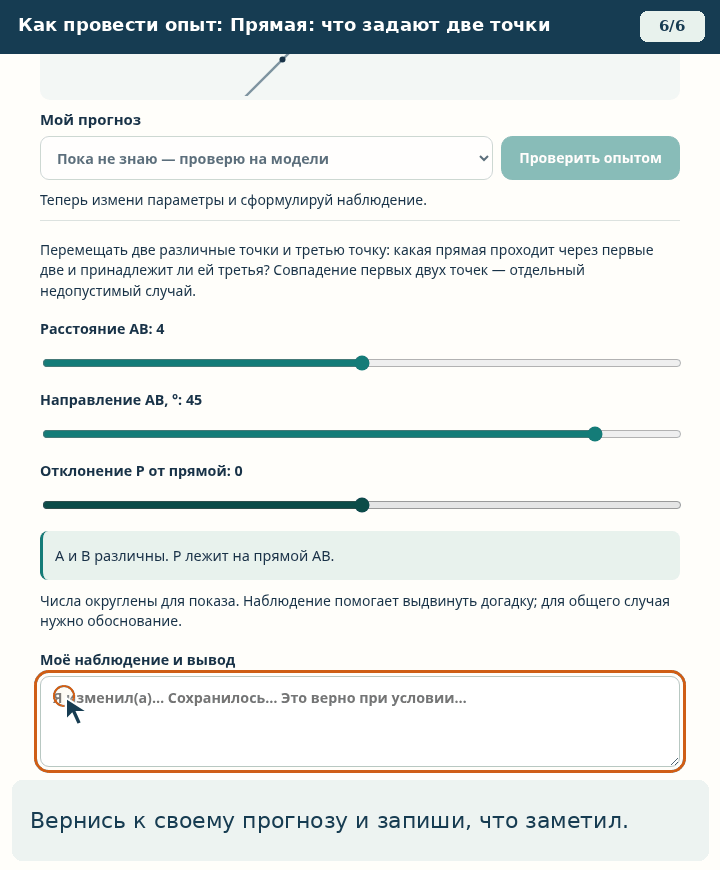 Как провести опыт: Прямая: что задают две точки
6/6
Мой прогноз
Пока не знаю — проверю на модели
Проверить опытом
Теперь измени параметры и сформулируй наблюдение.
Перемещать две различные точки и третью точку: какая прямая проходит через первые
две и принадлежит ли ей третья? Совпадение первых двух точек — отдельный
недопустимый случай.
Расстояние AB: 4
Направление AB, °: 45
Отклонение P от прямой: 0
A и B различны. P лежит на прямой AB.
Числа округлены для показа. Наблюдение помогает выдвинуть догадку; для общего случая
нужно обоснование.
Моё наблюдение и вывод
Я изменил(а)... Сохранилось... Это верно при условии...
Вернись к своему прогнозу и запиши, что заметил.